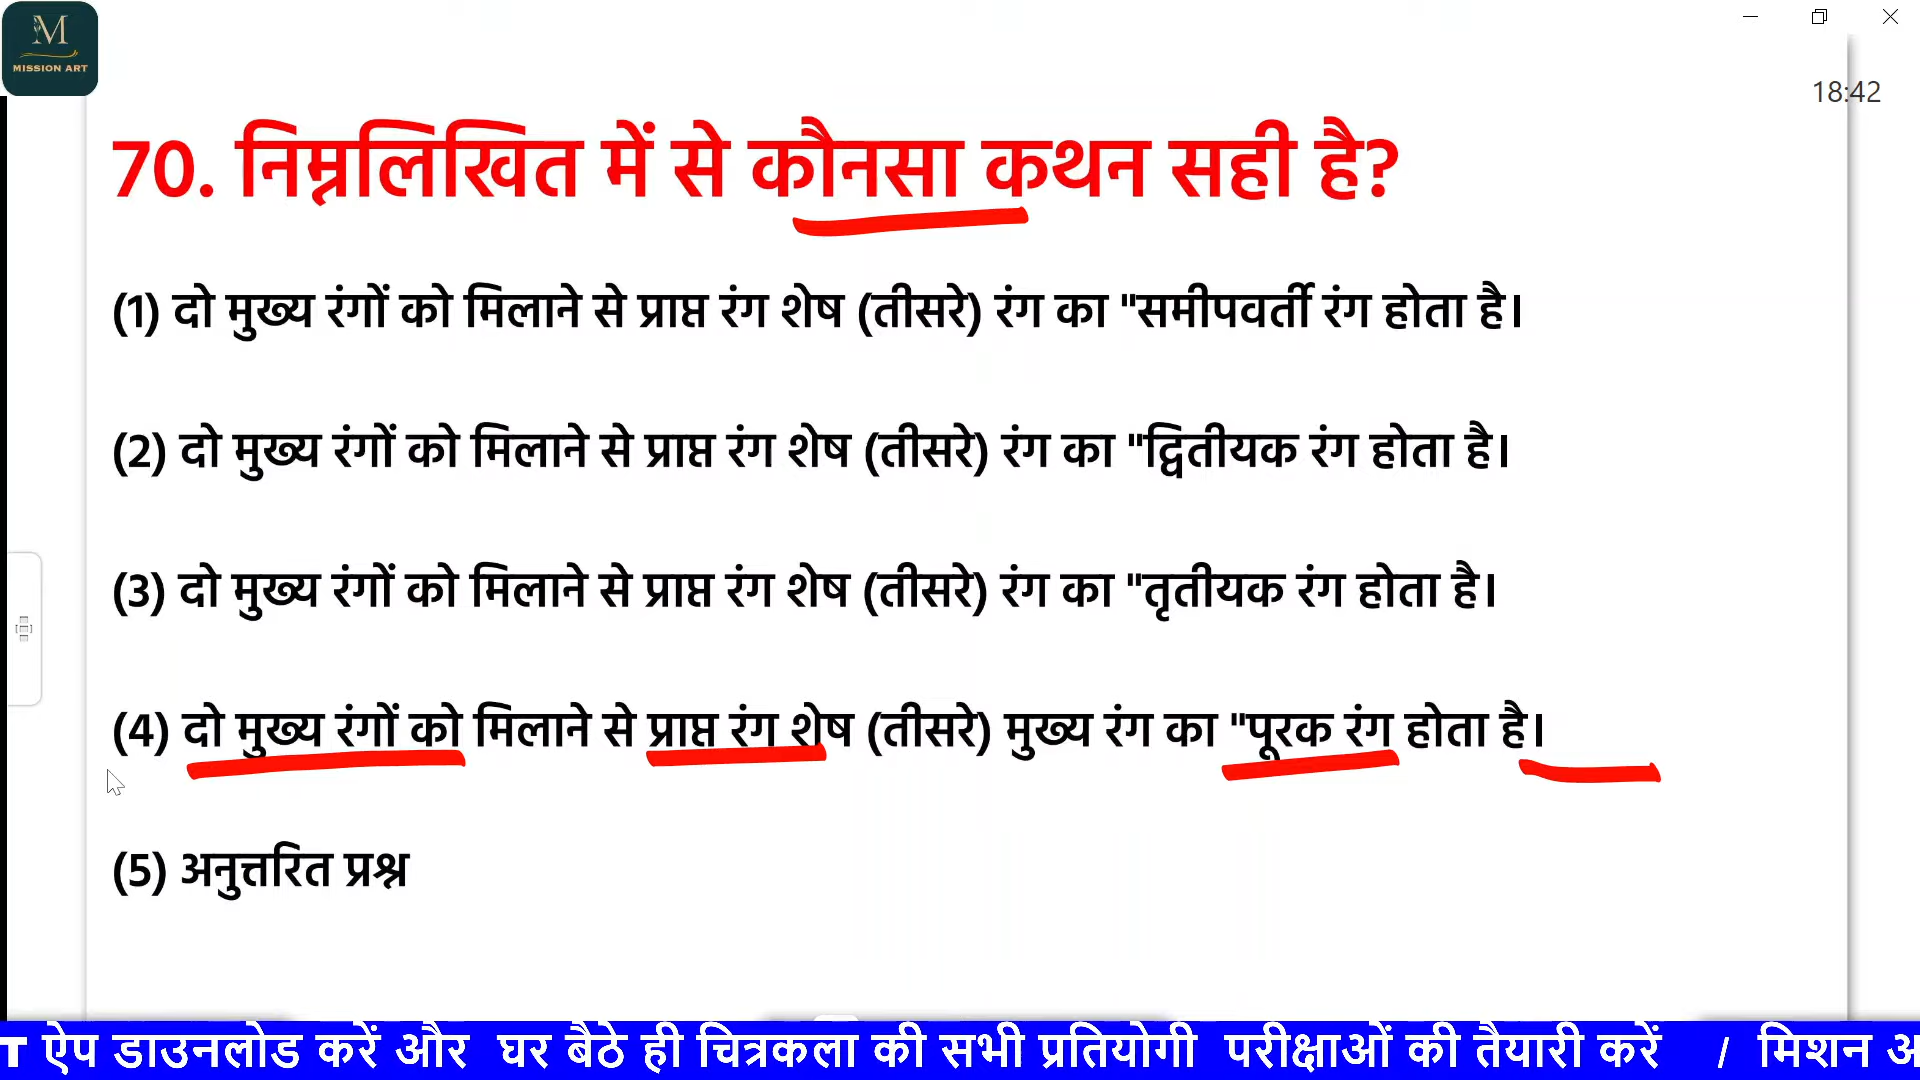 M
MISSION ART
18:42
70. निम्नलिखित में से कौनसा कथन सही है?
(1) दो मुख्य रंगों को मिलाने से प्राप्त रंग शेष (तीसरे) रंग का "समीपवर्ती रंग होता है।
(2) दो मुख्य रंगों को मिलाने से प्राप्त रंग शेष (तीसरे) रंग का "द्वितीयक रंग होता है।
(3) दो मुख्य रंगों को मिलाने से प्राप्त रंग शेष (तीसरे) रंग का "तृतीयक रंग होता है।
(4) दो मुख्य रंगों को मिलाने से प्राप्त रंग शेष (तीसरे) मुख्य रंग का "पूरक रंग होता है।
(5) अनुत्तरित प्रश्न
T ऐप डाउनलोड करें और घर बैठे ही चित्रकला की सभी प्रतियोगी परीक्षाओं की तैयारी करें / मिशन